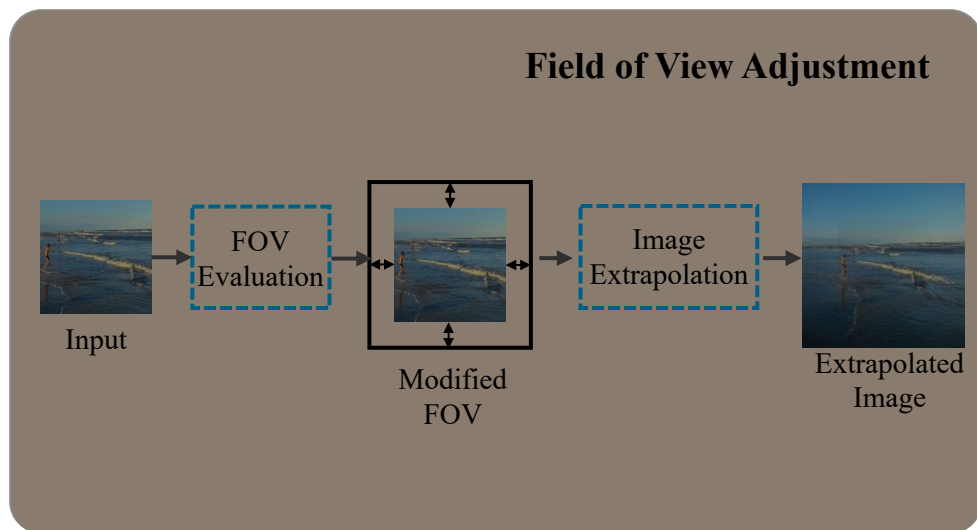 Field of View Adjustment
FOV
Evaluation
Image
Extrapolation
Input
Modified
FOV
Extrapolated
Image